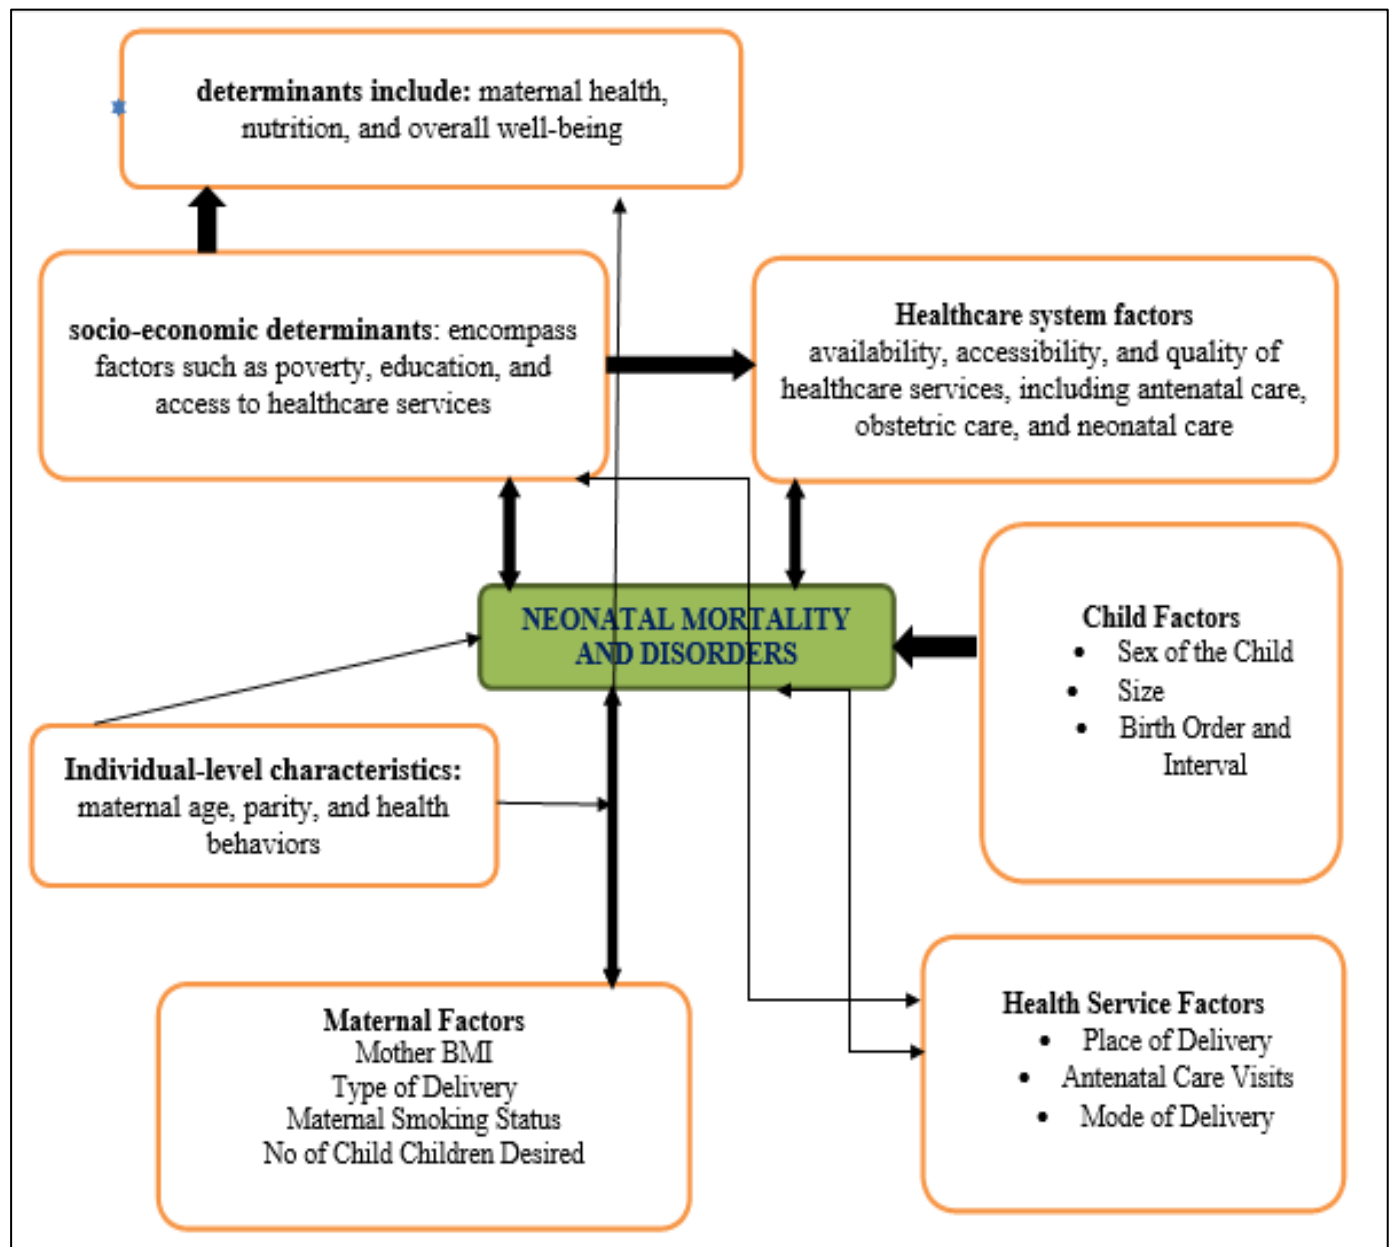 determinants include: maternal health,
nutrition, and overall well-being
socio-economic determinants: encompass
factors such as poverty, education, and
access to healthcare services
Healthcare system factors
availability, accessibility, and quality of
healthcare services, including antenatal care,
obstetric care, and neonatal care
NEONATAL MORTALITY
AND DISORDERS
Child Factors
• Sex of the Child
• Size
• Birth Order and
Interval
Individual-level characteristics:
maternal age, parity, and health
behaviors
Maternal Factors
Mother BMI
Type of Delivery
Maternal Smoking Status
No of Child Children Desired
Health Service Factors
• Place of Delivery
• Antenatal Care Visits
• Mode of Delivery